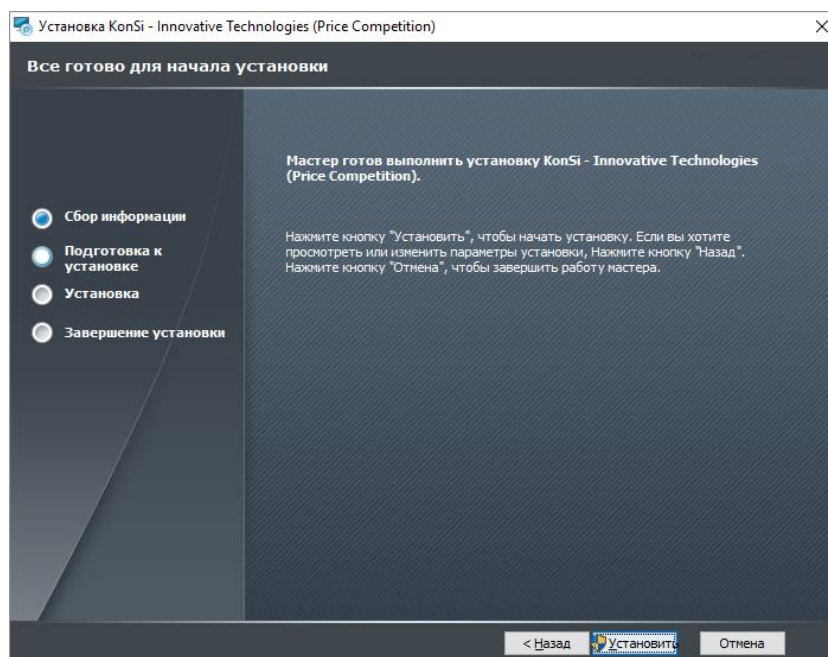 Установка KonSi - Innovative Technologies (Price Competition)
Все готово для начала установки
Мастер готов выполнить установку KonSi - Innovative Technologies
(Price Competition).
Сбор информации
Подготовка к
установке
Установка
Завершение установки
Нажмите кнопку "Установить", чтобы начать установку. Если вы хотите
просмотреть или изменить параметры установки, Нажмите кнопку "Назад".
Нажмите кнопку "Отмена", чтобы завершить работу мастера.
< Назад
Установить
Отмена